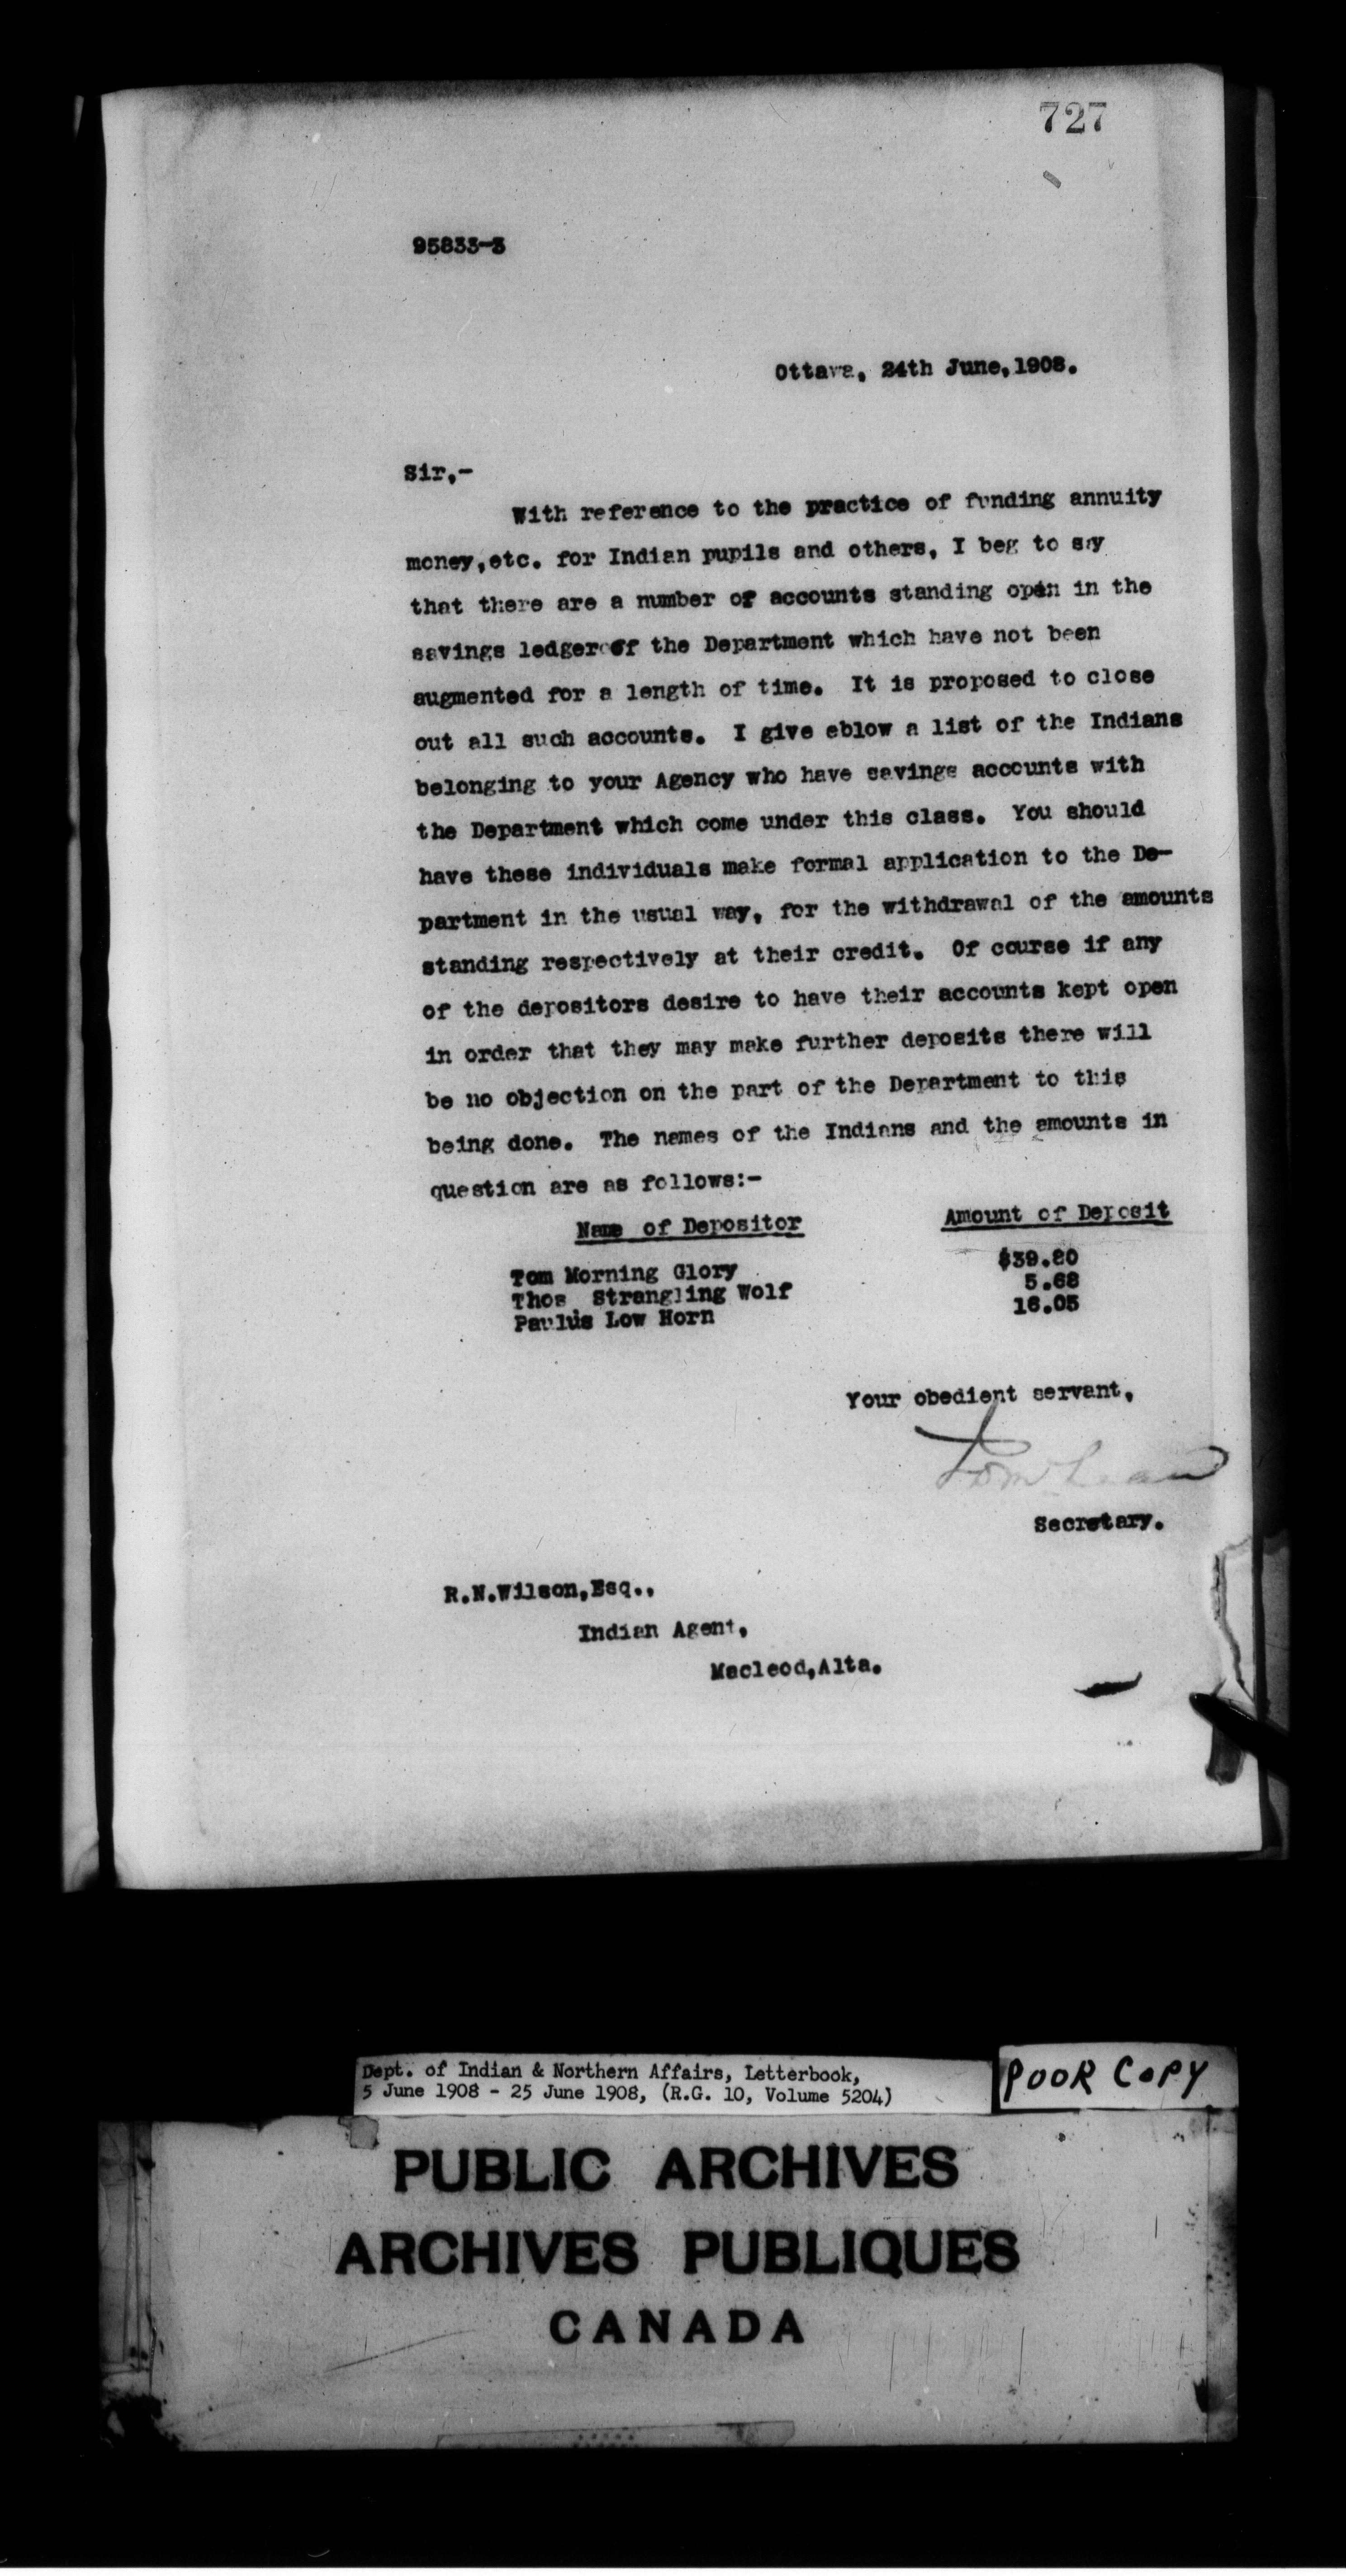 727
95833-3
Ottawa, 24th June,1908.
Sir,-
With reference to the practice of funding annuity
money,etc. for Indian pupils and others, I beg to say
that there are a number of accounts standing open in the
savings ledger of the Department which have not been
augmented for a length of time. It is proposed to close
out all such accounts. I give eblow a list of the Indians
belonging to your Agency who have savings accounts with
the Department which come under this class. You should
have these individuals make formal application to the De-
partment in the usual way, for the withdrawal of the amounts
standing respectively at their credit. Of course if any
of the depositors desire to have their accounts kept open
in order that they may make further deposits there will
be no objection on the part of the Department to this
being done. The names of the Indians and the amounts in
question are as follows:-
Name of Depositor Amount of Deposit
Tom Morning Glory $39.80
Thos Strangling Wolf 5.68
Paulus Low Horn 16.05
Your obedient servant,
Secretary.
R.N.Wilson,Esq.,
Indian Agent,
Macleod,Alta.
Dept. of Indian & Northern Affairs, Letterbook,
5 June 1908 - 25 June 1908, (R.G. 10, Volume 5204)
POOR COPY
PUBLIC ARCHIVES
ARCHIVES PUBLIQUES
CANADA